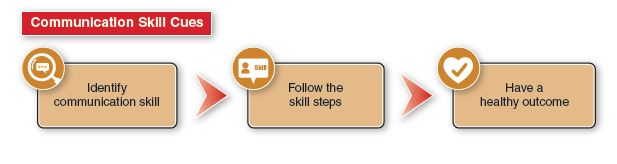 Communication Skill Cues
Identify
communication skill
Skill
Follow the
skill steps
Have a
healthy outcome